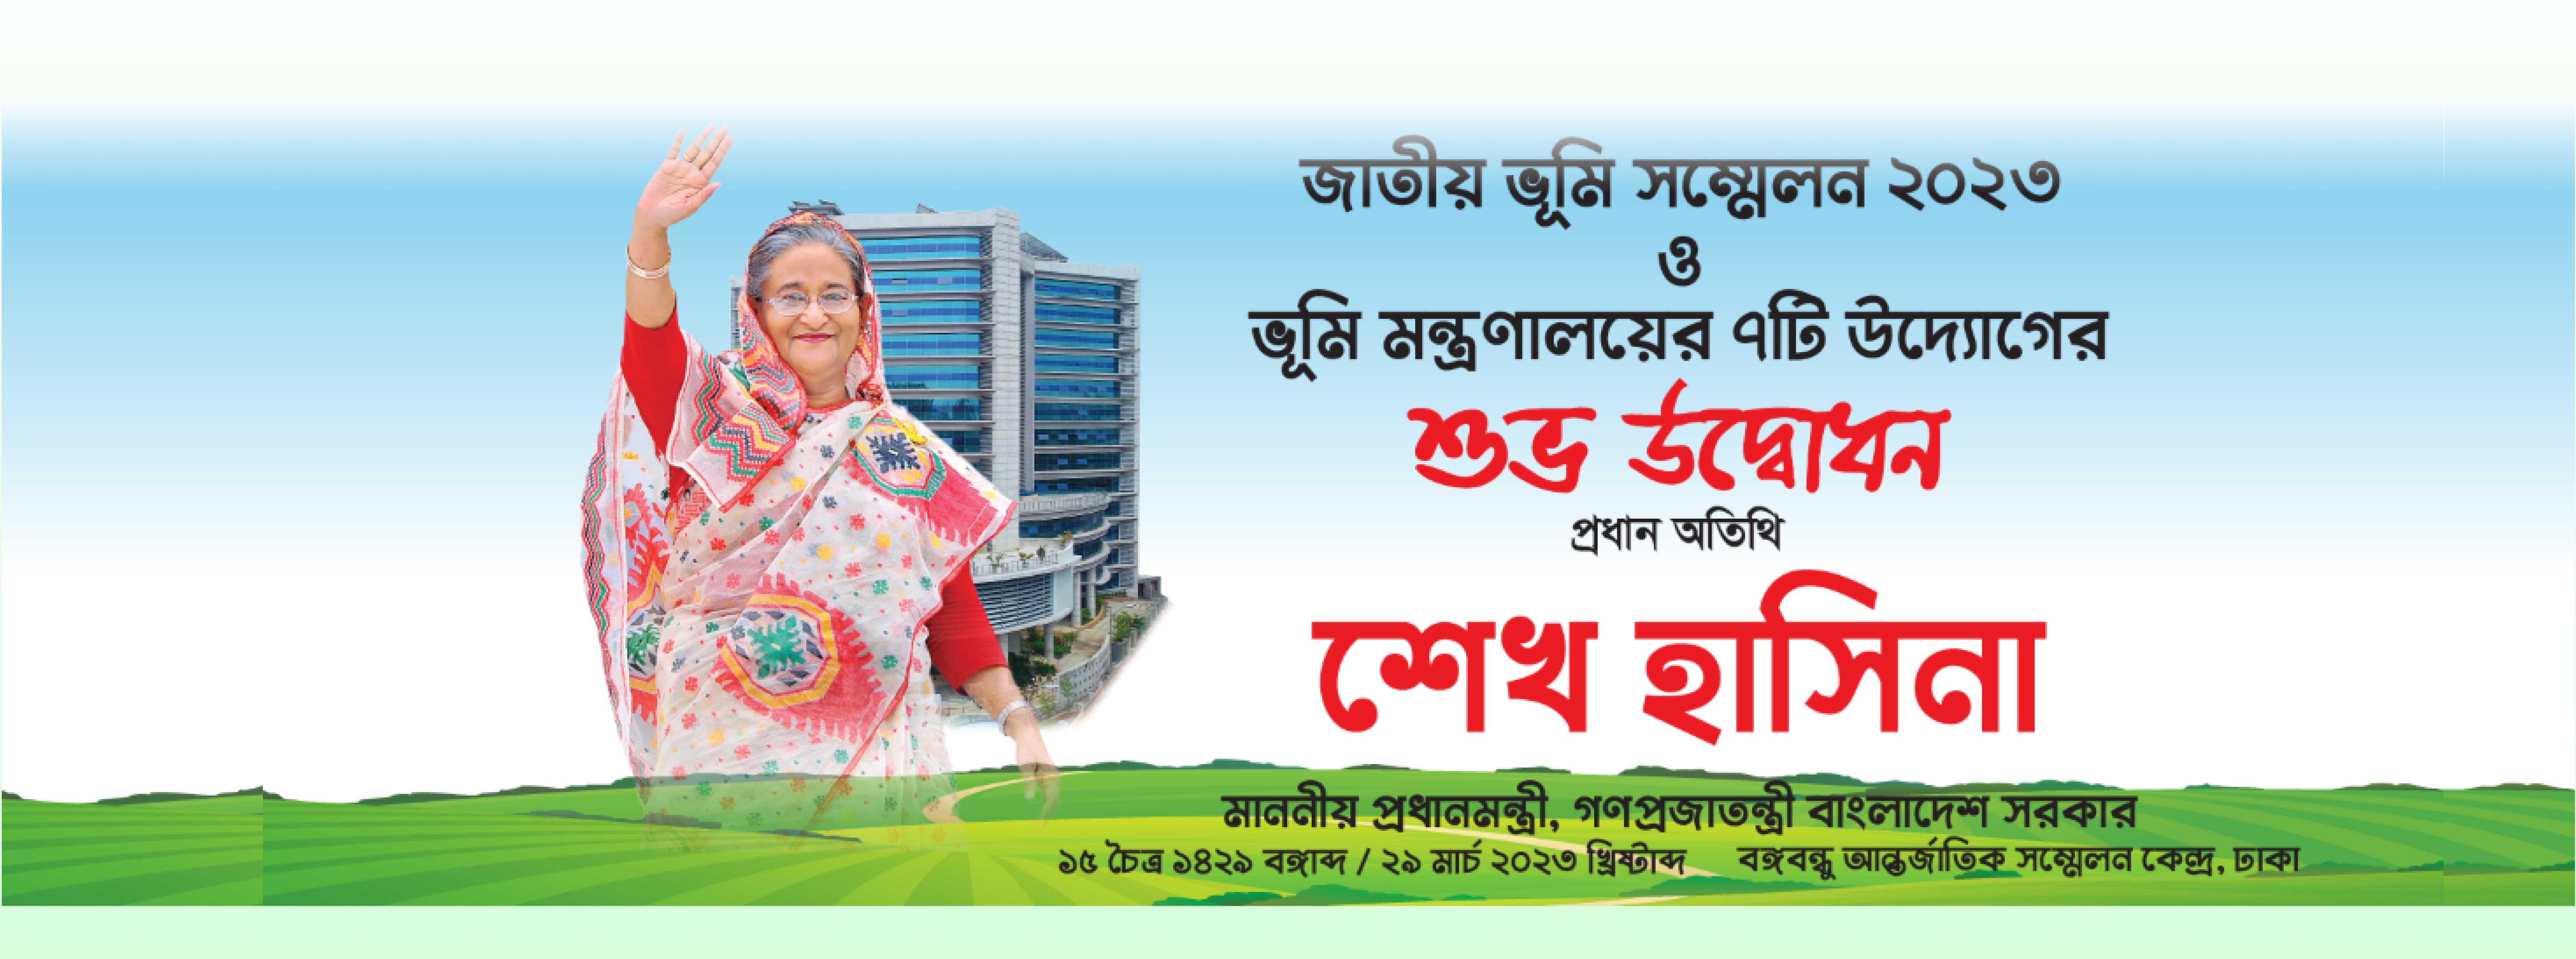 জাতীয় ভূমি সম্মেলন ২০২৩
ও
ভূমি মন্ত্রণালয়ের ৭টি উদ্যোগের
শুভ উদ্বোধন
প্রধান অতিথি
শেখ হাসিনা
মাননীয় প্রধানমন্ত্রী, গণপ্রজাতন্ত্রী বাংলাদেশ সরকার
১৫ চৈত্র ১৪২৯ বঙ্গাব্দ / ২৯ মার্চ ২০২৩ খ্রিষ্টাব্দ বঙ্গবন্ধু আন্তর্জাতিক সম্মেলন কেন্দ্র, ঢাকা